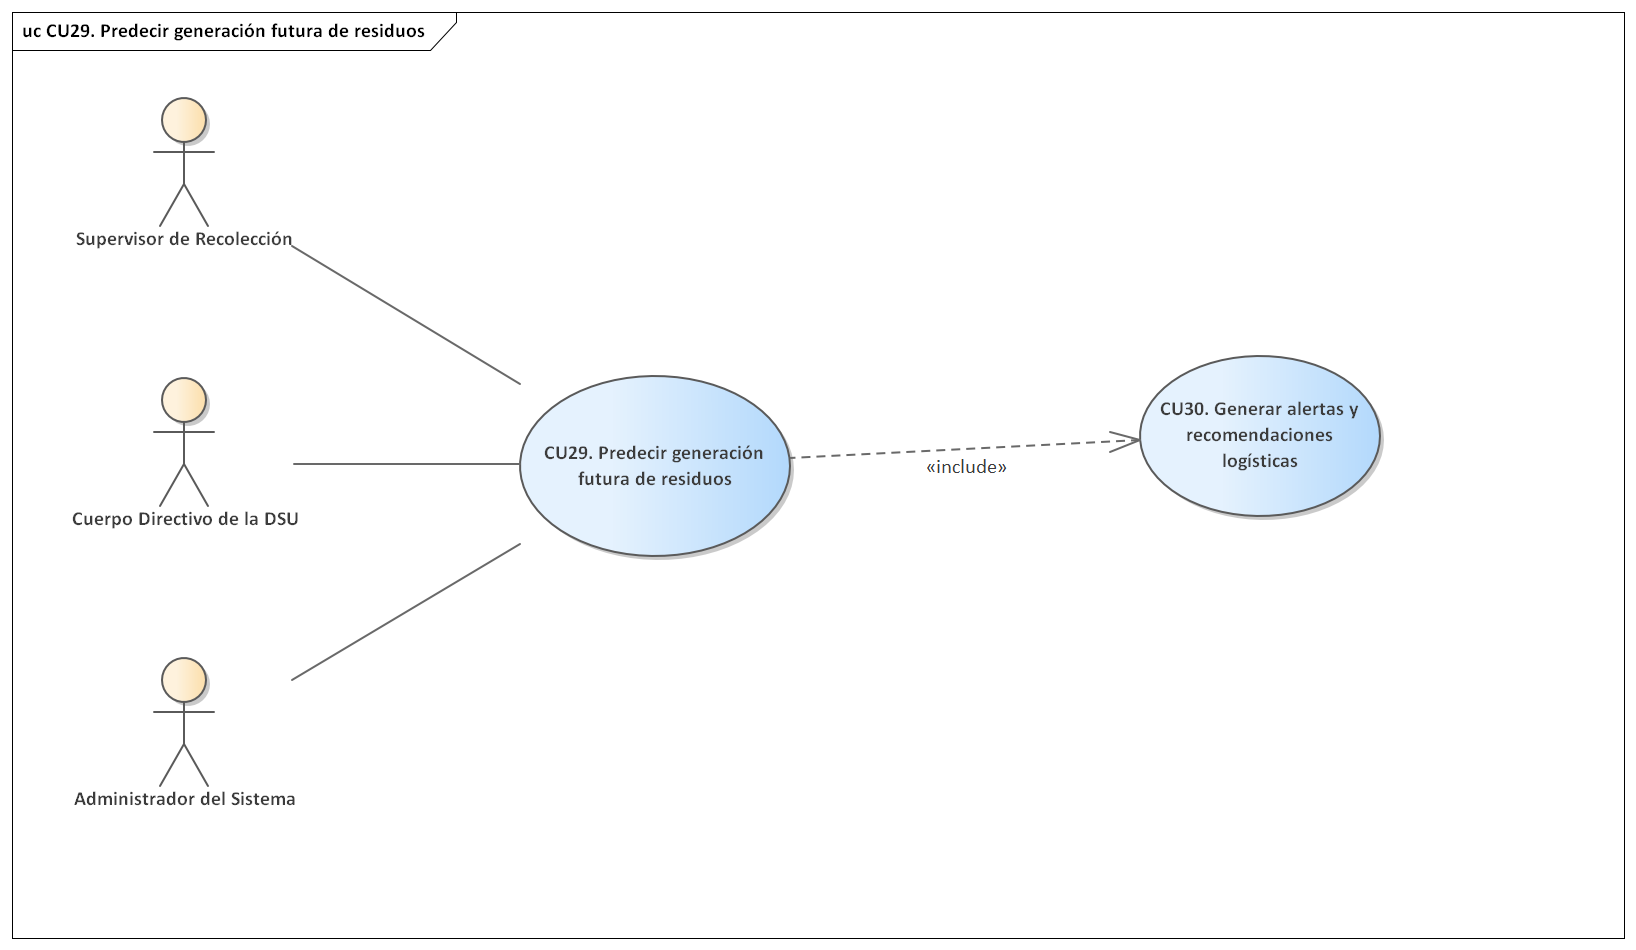 uc CU29. Predecir generación futura de residuos
Supervisor de Recolección
Cuerpo Directivo de la DSU
Administrador del Sistema
CU29. Predecir generación
futura de residuos
«include»
CU30. Generar alertas y
recomendaciones
logísticas